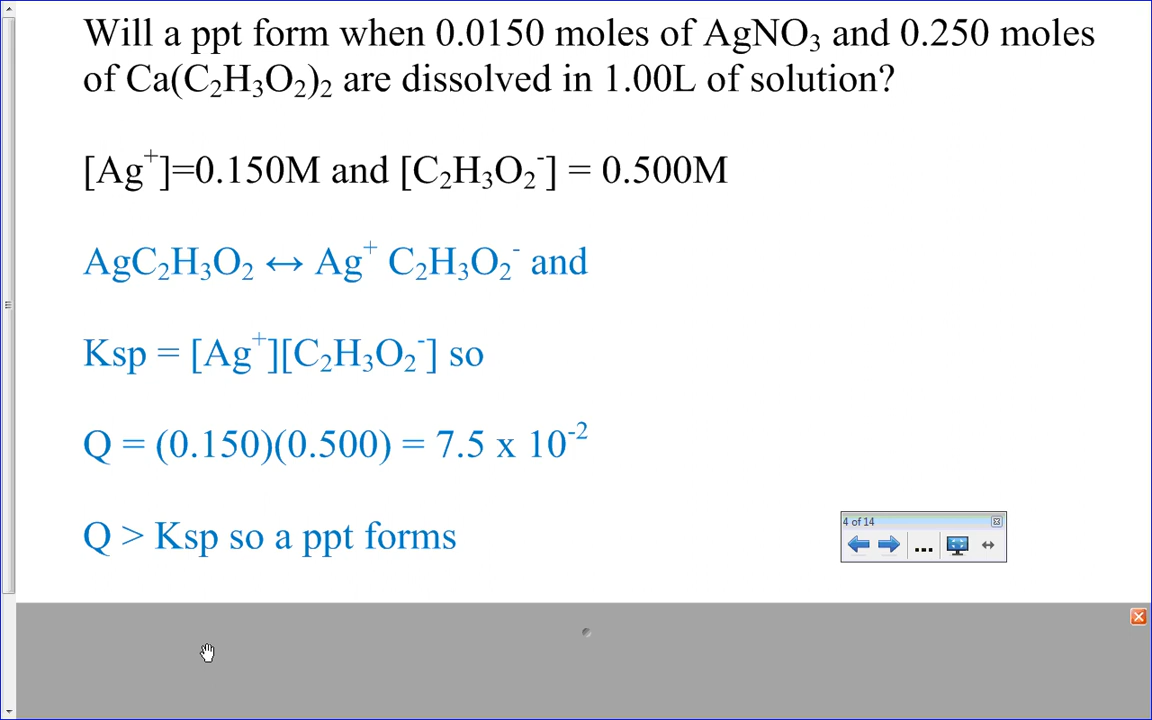 Will a ppt form when 0.0150 moles of AgNO₃ and 0.250 moles
of Ca(C₂H₃O₂)₂ are dissolved in 1.00L of solution?
[Ag⁺]=0.150M and [C₂H₃O₂⁻] = 0.500M
AgC₂H₃O₂ ↔ Ag⁺ C₂H₃O₂⁻ and
Ksp = [Ag⁺][C₂H₃O₂⁻] so
Q = (0.150)(0.500) = 7.5 x 10⁻²
Q > Ksp so a ppt forms
4 of 14